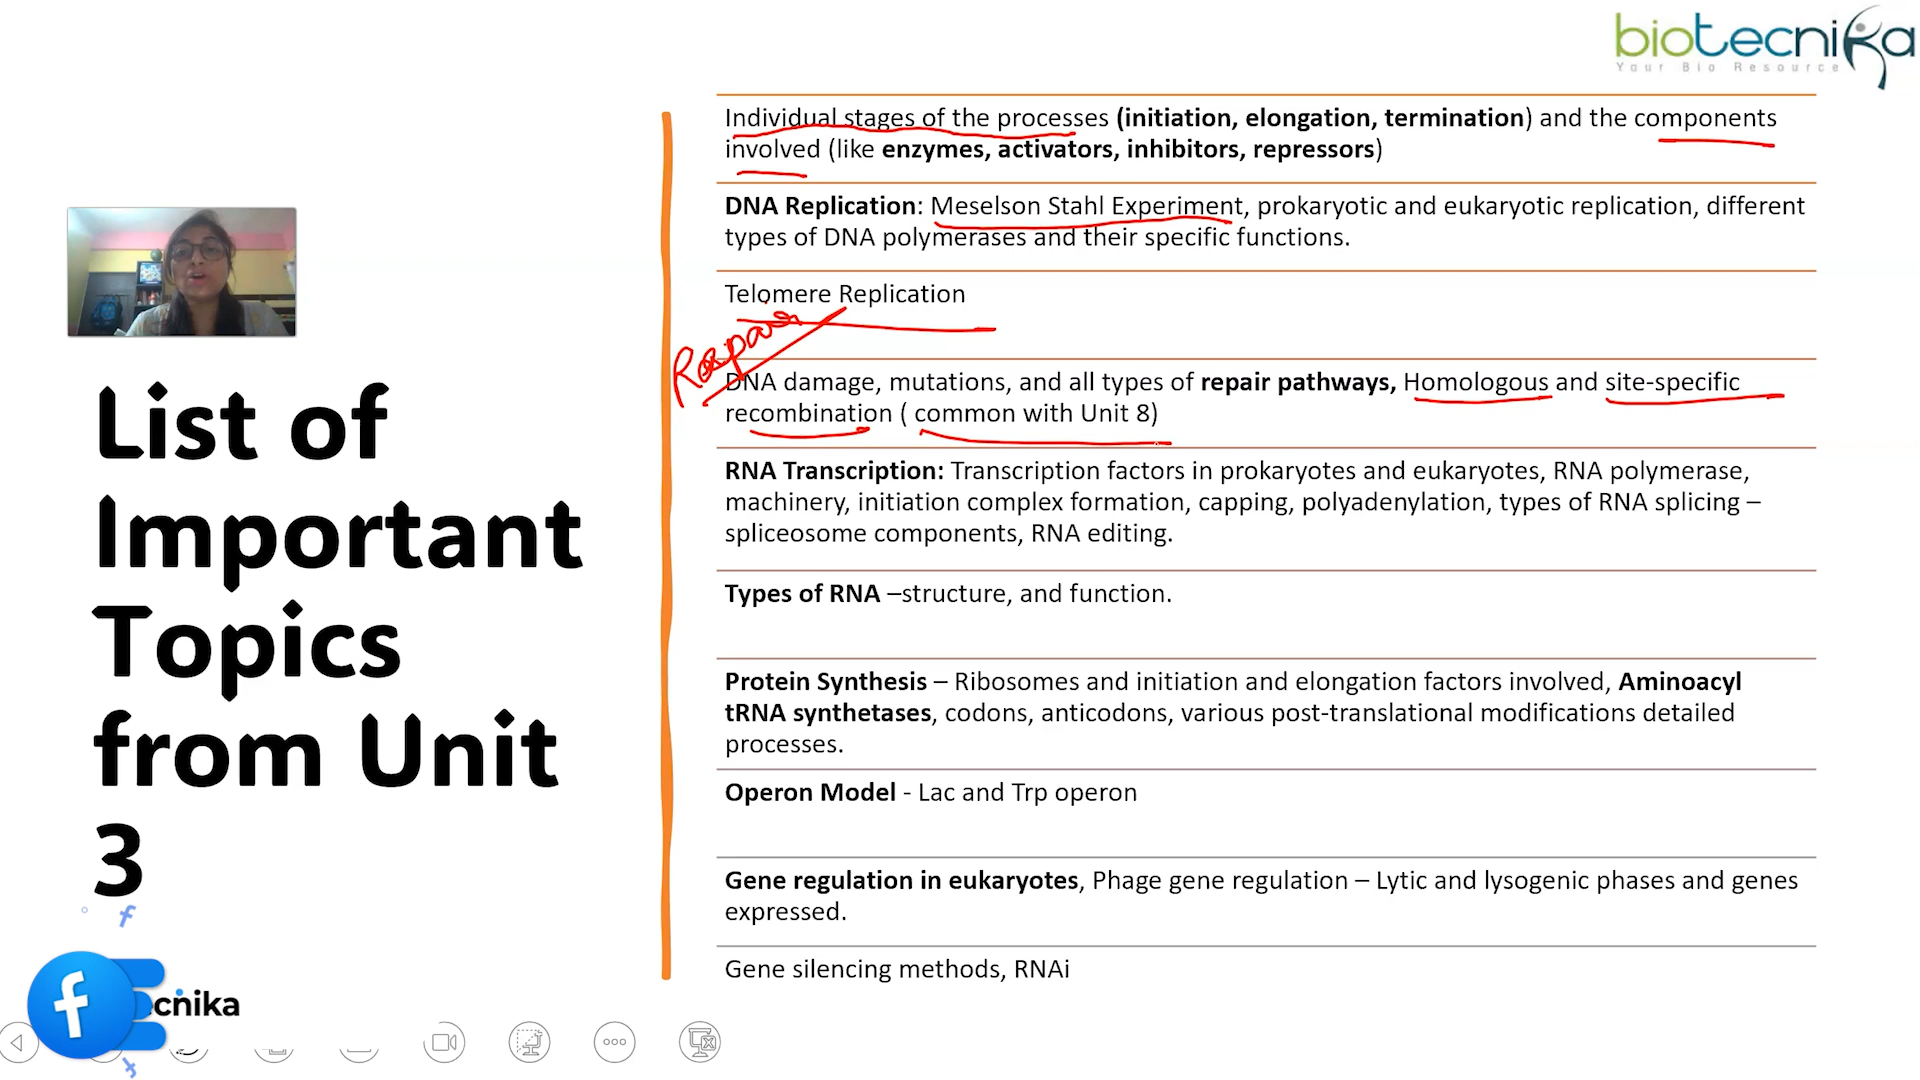 biotecnika
Your Bio Resource
Individual stages of the processes (initiation, elongation, termination) and the components
involved (like enzymes, activators, inhibitors, repressors)
DNA Replication: Meselson Stahl Experiment, prokaryotic and eukaryotic replication, different
types of DNA polymerases and their specific functions.
Telomere Replication
DNA damage, mutations, and all types of repair pathways, Homologous and site-specific
recombination ( common with Unit 8)
RNA Transcription: Transcription factors in prokaryotes and eukaryotes, RNA polymerase,
machinery, initiation complex formation, capping, polyadenylation, types of RNA splicing –
spliceosome components, RNA editing.
Types of RNA –structure, and function.
Protein Synthesis – Ribosomes and initiation and elongation factors involved, Aminoacyl
tRNA synthetases, codons, anticodons, various post-translational modifications detailed
processes.
Operon Model - Lac and Trp operon
Gene regulation in eukaryotes, Phage gene regulation – Lytic and lysogenic phases and genes
expressed.
Gene silencing methods, RNAi
List of
Important
Topics
from Unit
3
cnika